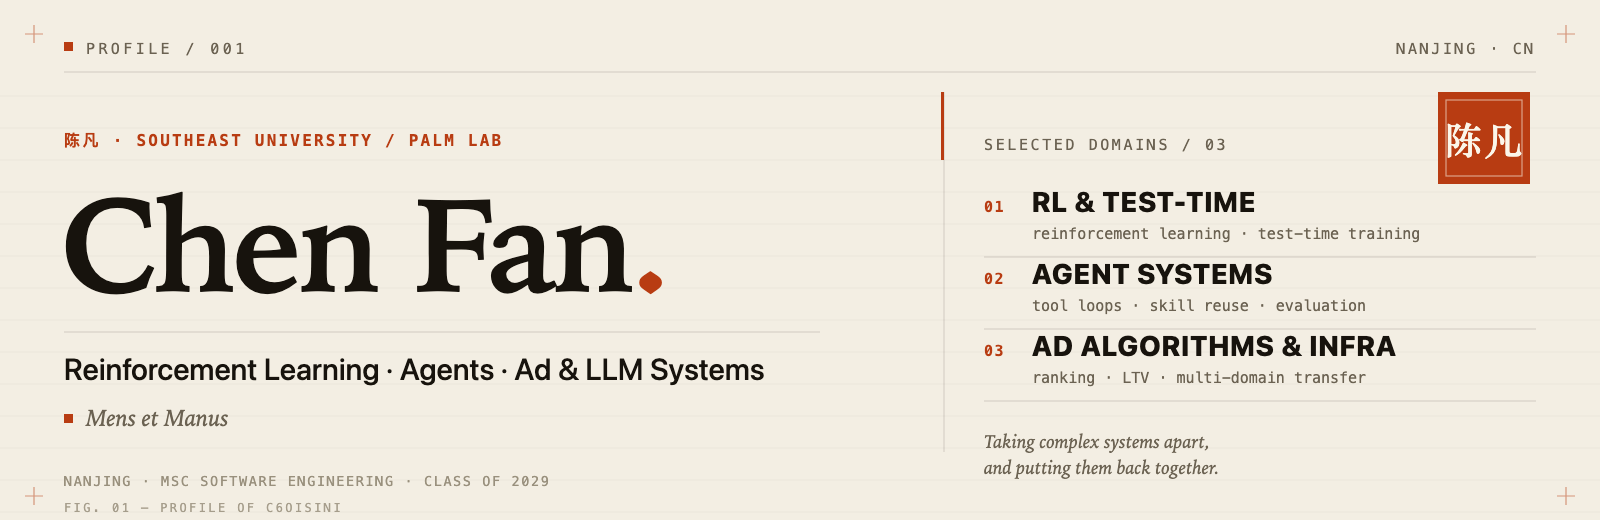 PROFILE / 001
NANJING · CN
陈凡 · SOUTHEAST UNIVERSITY / PALM LAB
Chen Fan.
Reinforcement Learning · Agents · Ad & LLM Systems
Mens et Manus
NANJING · MSC SOFTWARE ENGINEERING · CLASS OF 2029
FIG. 01 — PROFILE OF C6OISINI
SELECTED DOMAINS / 03
陈凡
01 RL & TEST-TIME
reinforcement learning · test-time training
02 AGENT SYSTEMS
tool loops · skill reuse · evaluation
03 AD ALGORITHMS & INFRA
ranking · LTV · multi-domain transfer
Taking complex systems apart,
and putting them back together.